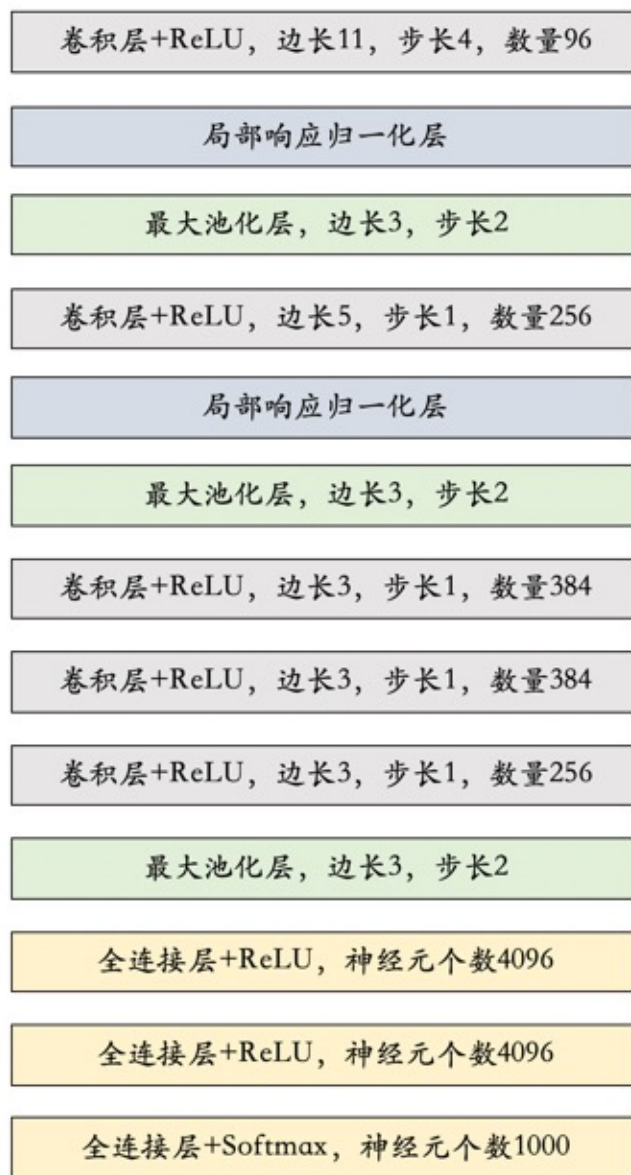 卷积层+ReLU，边长11，步长4，数量96
局部响应归一化层
最大池化层，边长3，步长2
卷积层+ReLU，边长5，步长1，数量256
局部响应归一化层
最大池化层，边长3，步长2
卷积层+ReLU，边长3，步长1，数量384
卷积层+ReLU，边长3，步长1，数量384
卷积层+ReLU，边长3，步长1，数量256
最大池化层，边长3，步长2
全连接层+ReLU，神经元个数4096
全连接层+ReLU，神经元个数4096
全连接层+Softmax，神经元个数1000